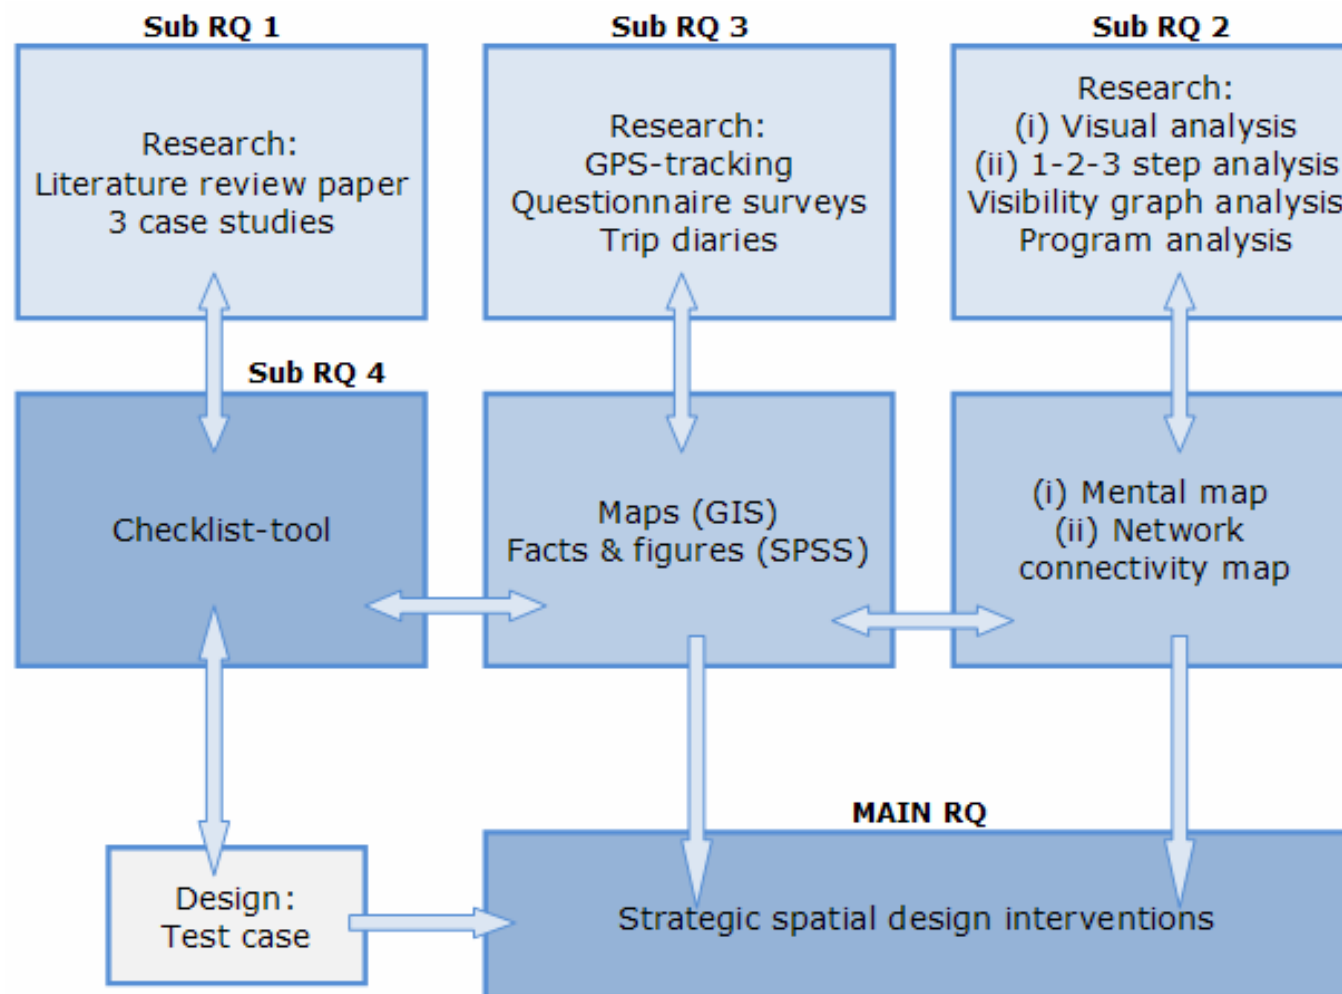 Sub RQ 1
Research:
Literature review paper
3 case studies
Sub RQ 3
Research:
GPS-tracking
Questionnaire surveys
Trip diaries
Sub RQ 2
Research:
(i) Visual analysis
(ii) 1-2-3 step analysis
Visibility graph analysis
Program analysis
Sub RQ 4
Checklist-tool
Maps (GIS)
Facts & figures (SPSS)
(i) Mental map
(ii) Network
connectivity map
Design:
Test case
MAIN RQ
Strategic spatial design interventions